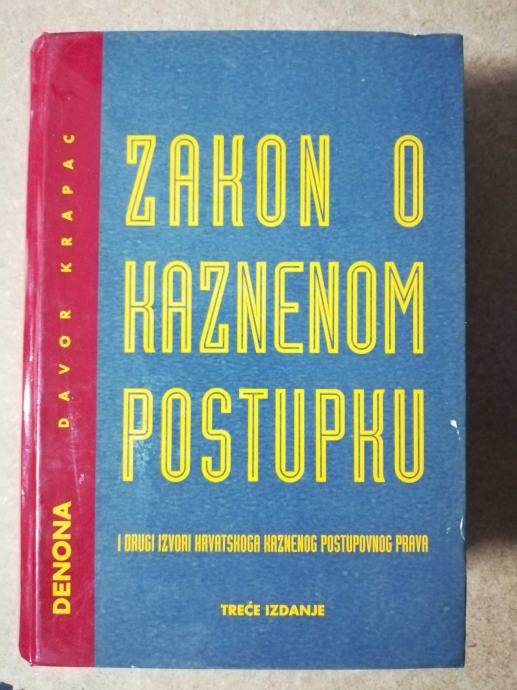 DAVOR KRAPAC
DENONA
ZAKON O
KAZNENOM
POSTUPKU
I DRUGI IZVORI HRVATSKOGA KAZNENOG POSTUPOVNOG PRAVA
TREĆE IZDANJE